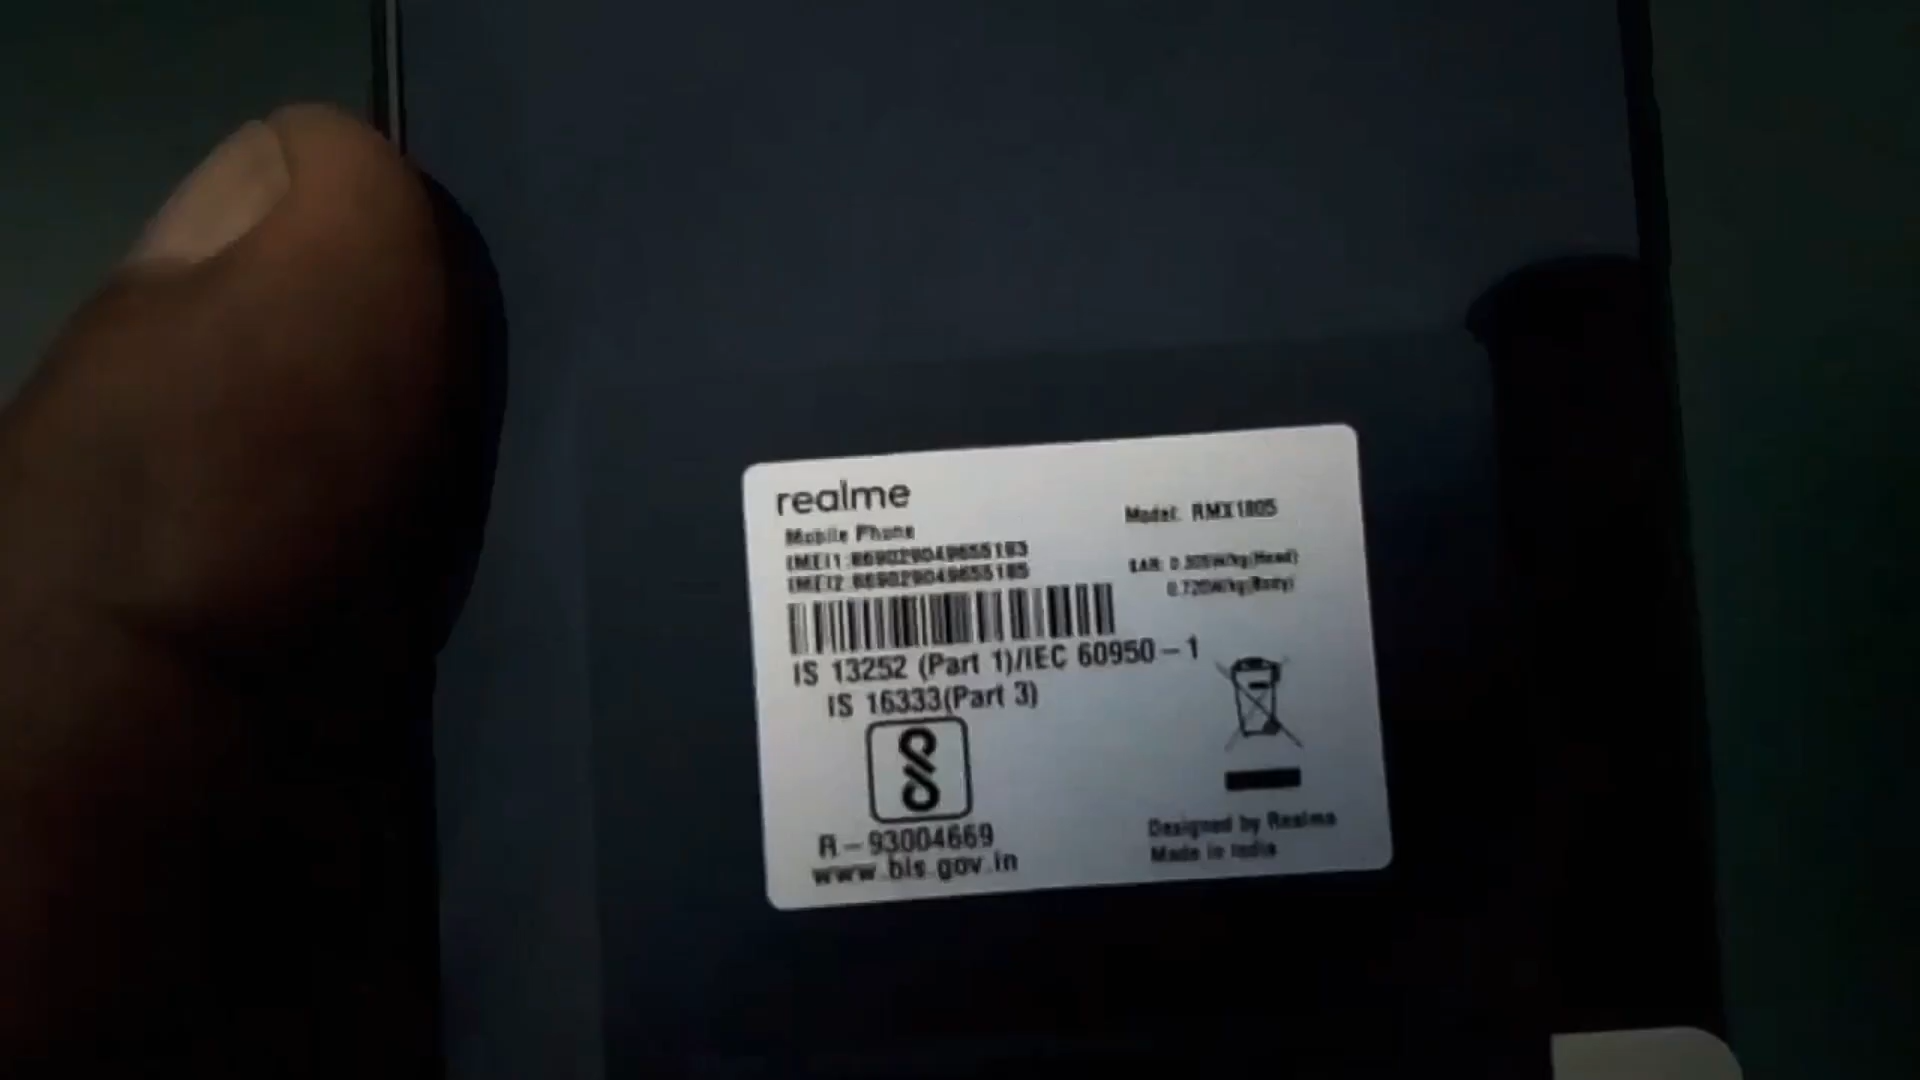 realme
Mobile Phone
Model: RMX1805
IMEI1:
IMEI2:
SAR: 0.305W/kg(Head)
0.720W/kg(Body)
IS 13252 (Part 1)/IEC 60950-1
IS 16333(Part 3)
R-93004669
www.bis.gov.in
Designed by Realme
Made in India